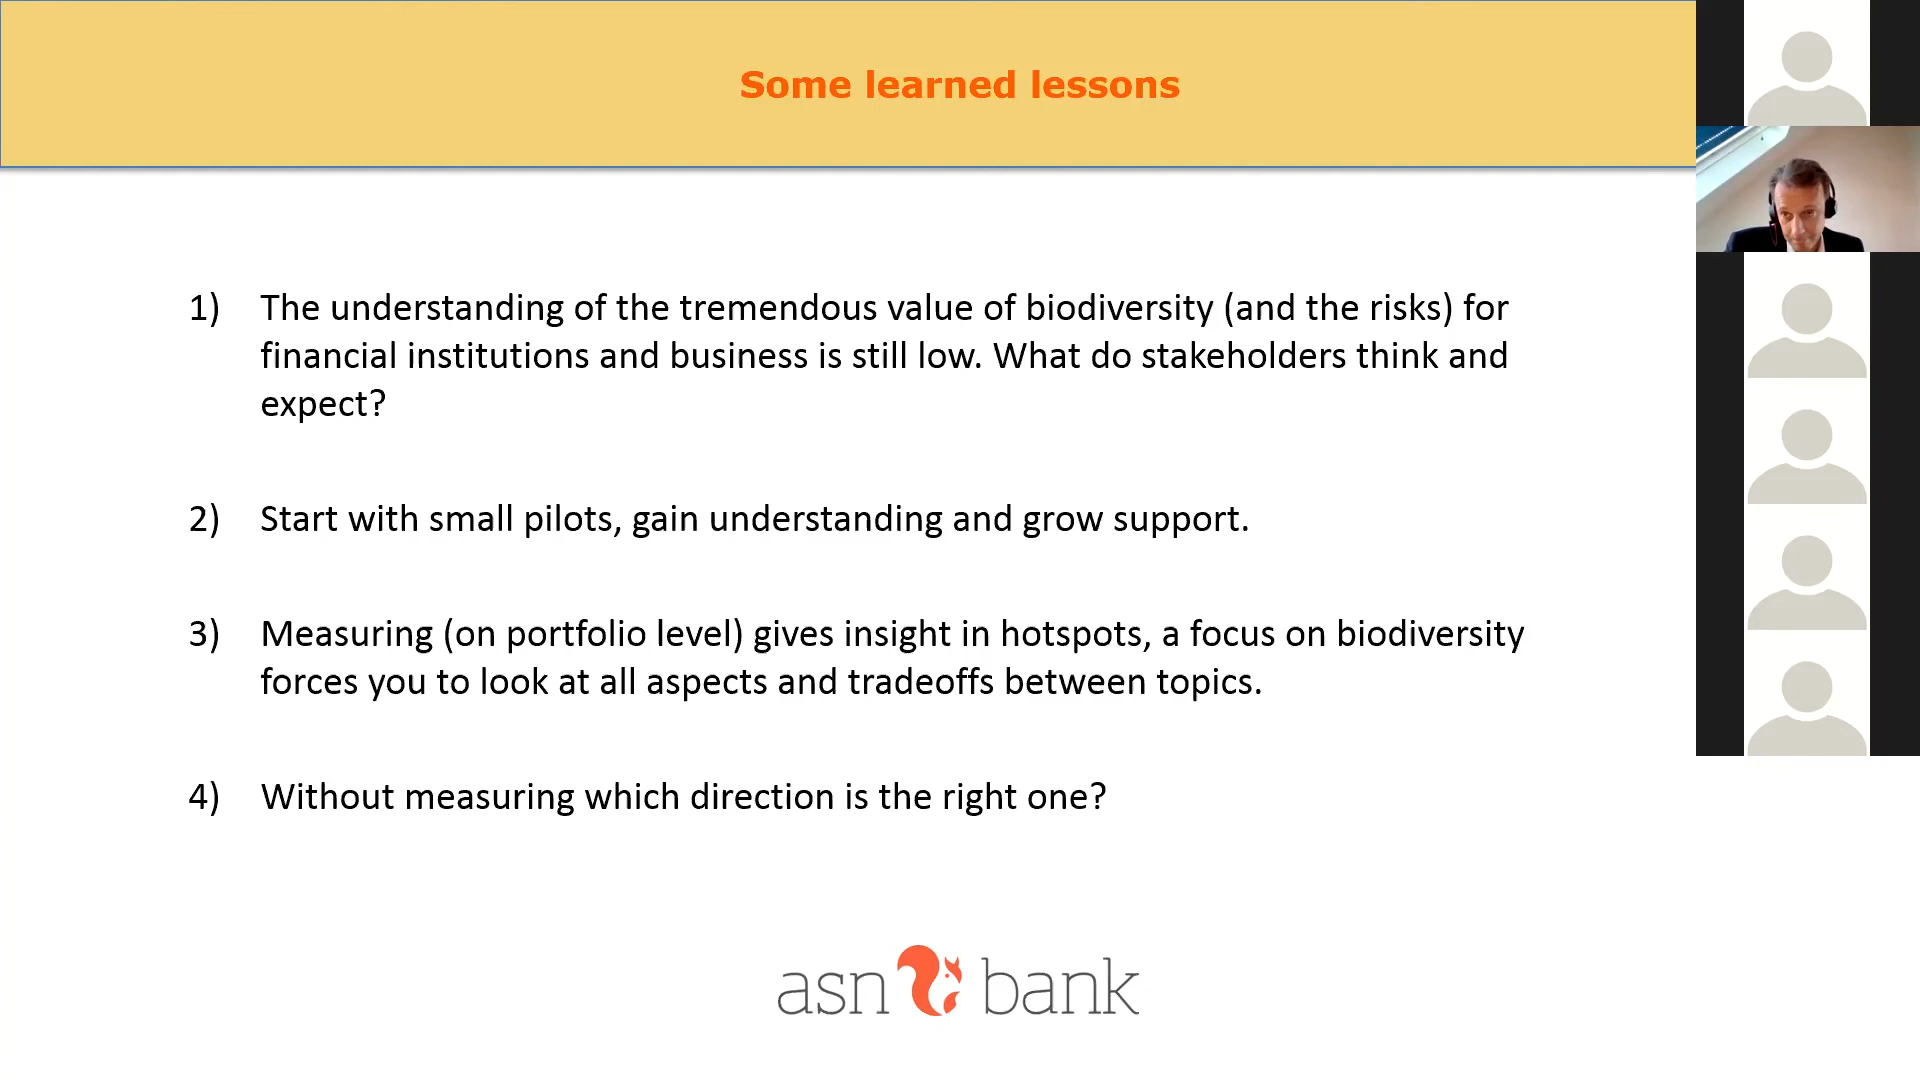 Some learned lessons
1) The understanding of the tremendous value of biodiversity (and the risks) for
financial institutions and business is still low. What do stakeholders think and
expect?
2) Start with small pilots, gain understanding and grow support.
3) Measuring (on portfolio level) gives insight in hotspots, a focus on biodiversity
forces you to look at all aspects and tradeoffs between topics.
4) Without measuring which direction is the right one?
asn bank